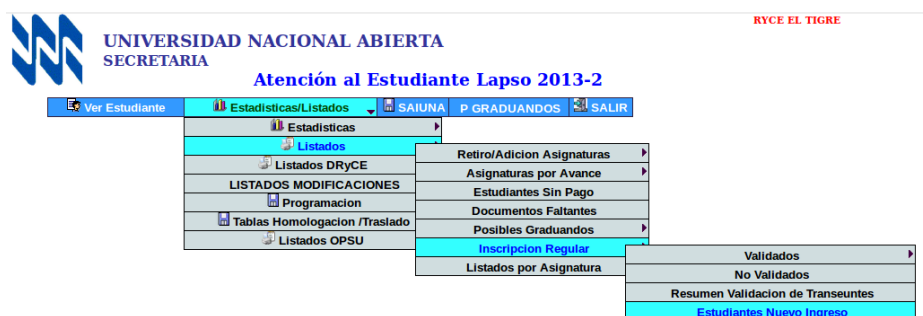 RYCE EL TIGRE
UNIVERSIDAD NACIONAL ABIERTA
SECRETARIA
Atención al Estudiante Lapso 2013-2
Ver Estudiante Estadisticas/Listados SAIUNA P GRADUANDOS SALIR
Estadisticas
Listados
Listados DRyCE
LISTADOS MODIFICACIONES
Programacion
Tablas Homologacion /Traslado
Listados OPSU
Retiro/Adicion Asignaturas
Asignaturas por Avance
Estudiantes Sin Pago
Documentos Faltantes
Posibles Graduandos
Inscripcion Regular
Listados por Asignatura
Validados
No Validados
Resumen Validacion de Transeuntes
Estudiantes Nuevo Ingreso